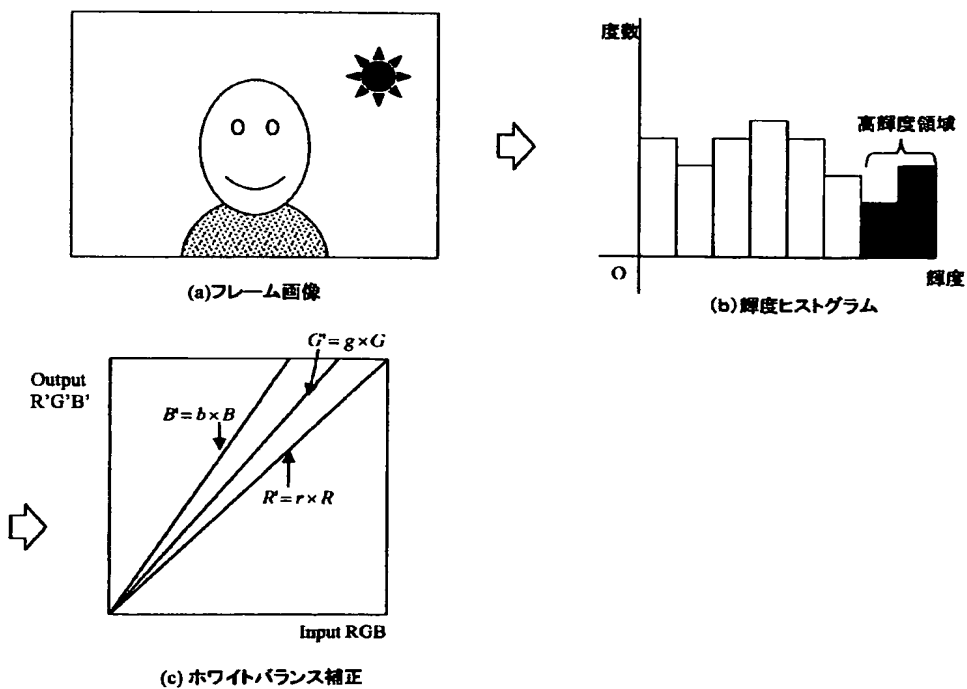 (a)フレーム画像
度数
高輝度領域
O
輝度
(b)輝度ヒストグラム
Output
R'G'B'
G'=g×G
B'=b×B
R'=r×R
Input RGB
(c) ホワイトバランス補正